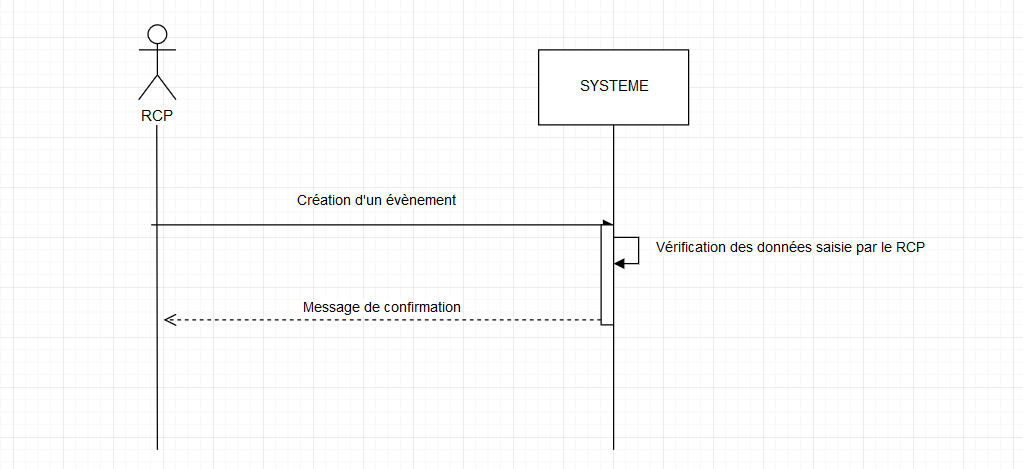 RCP
SYSTEME
Création d'un évènement
Vérification des données saisie par le RCP
Message de confirmation